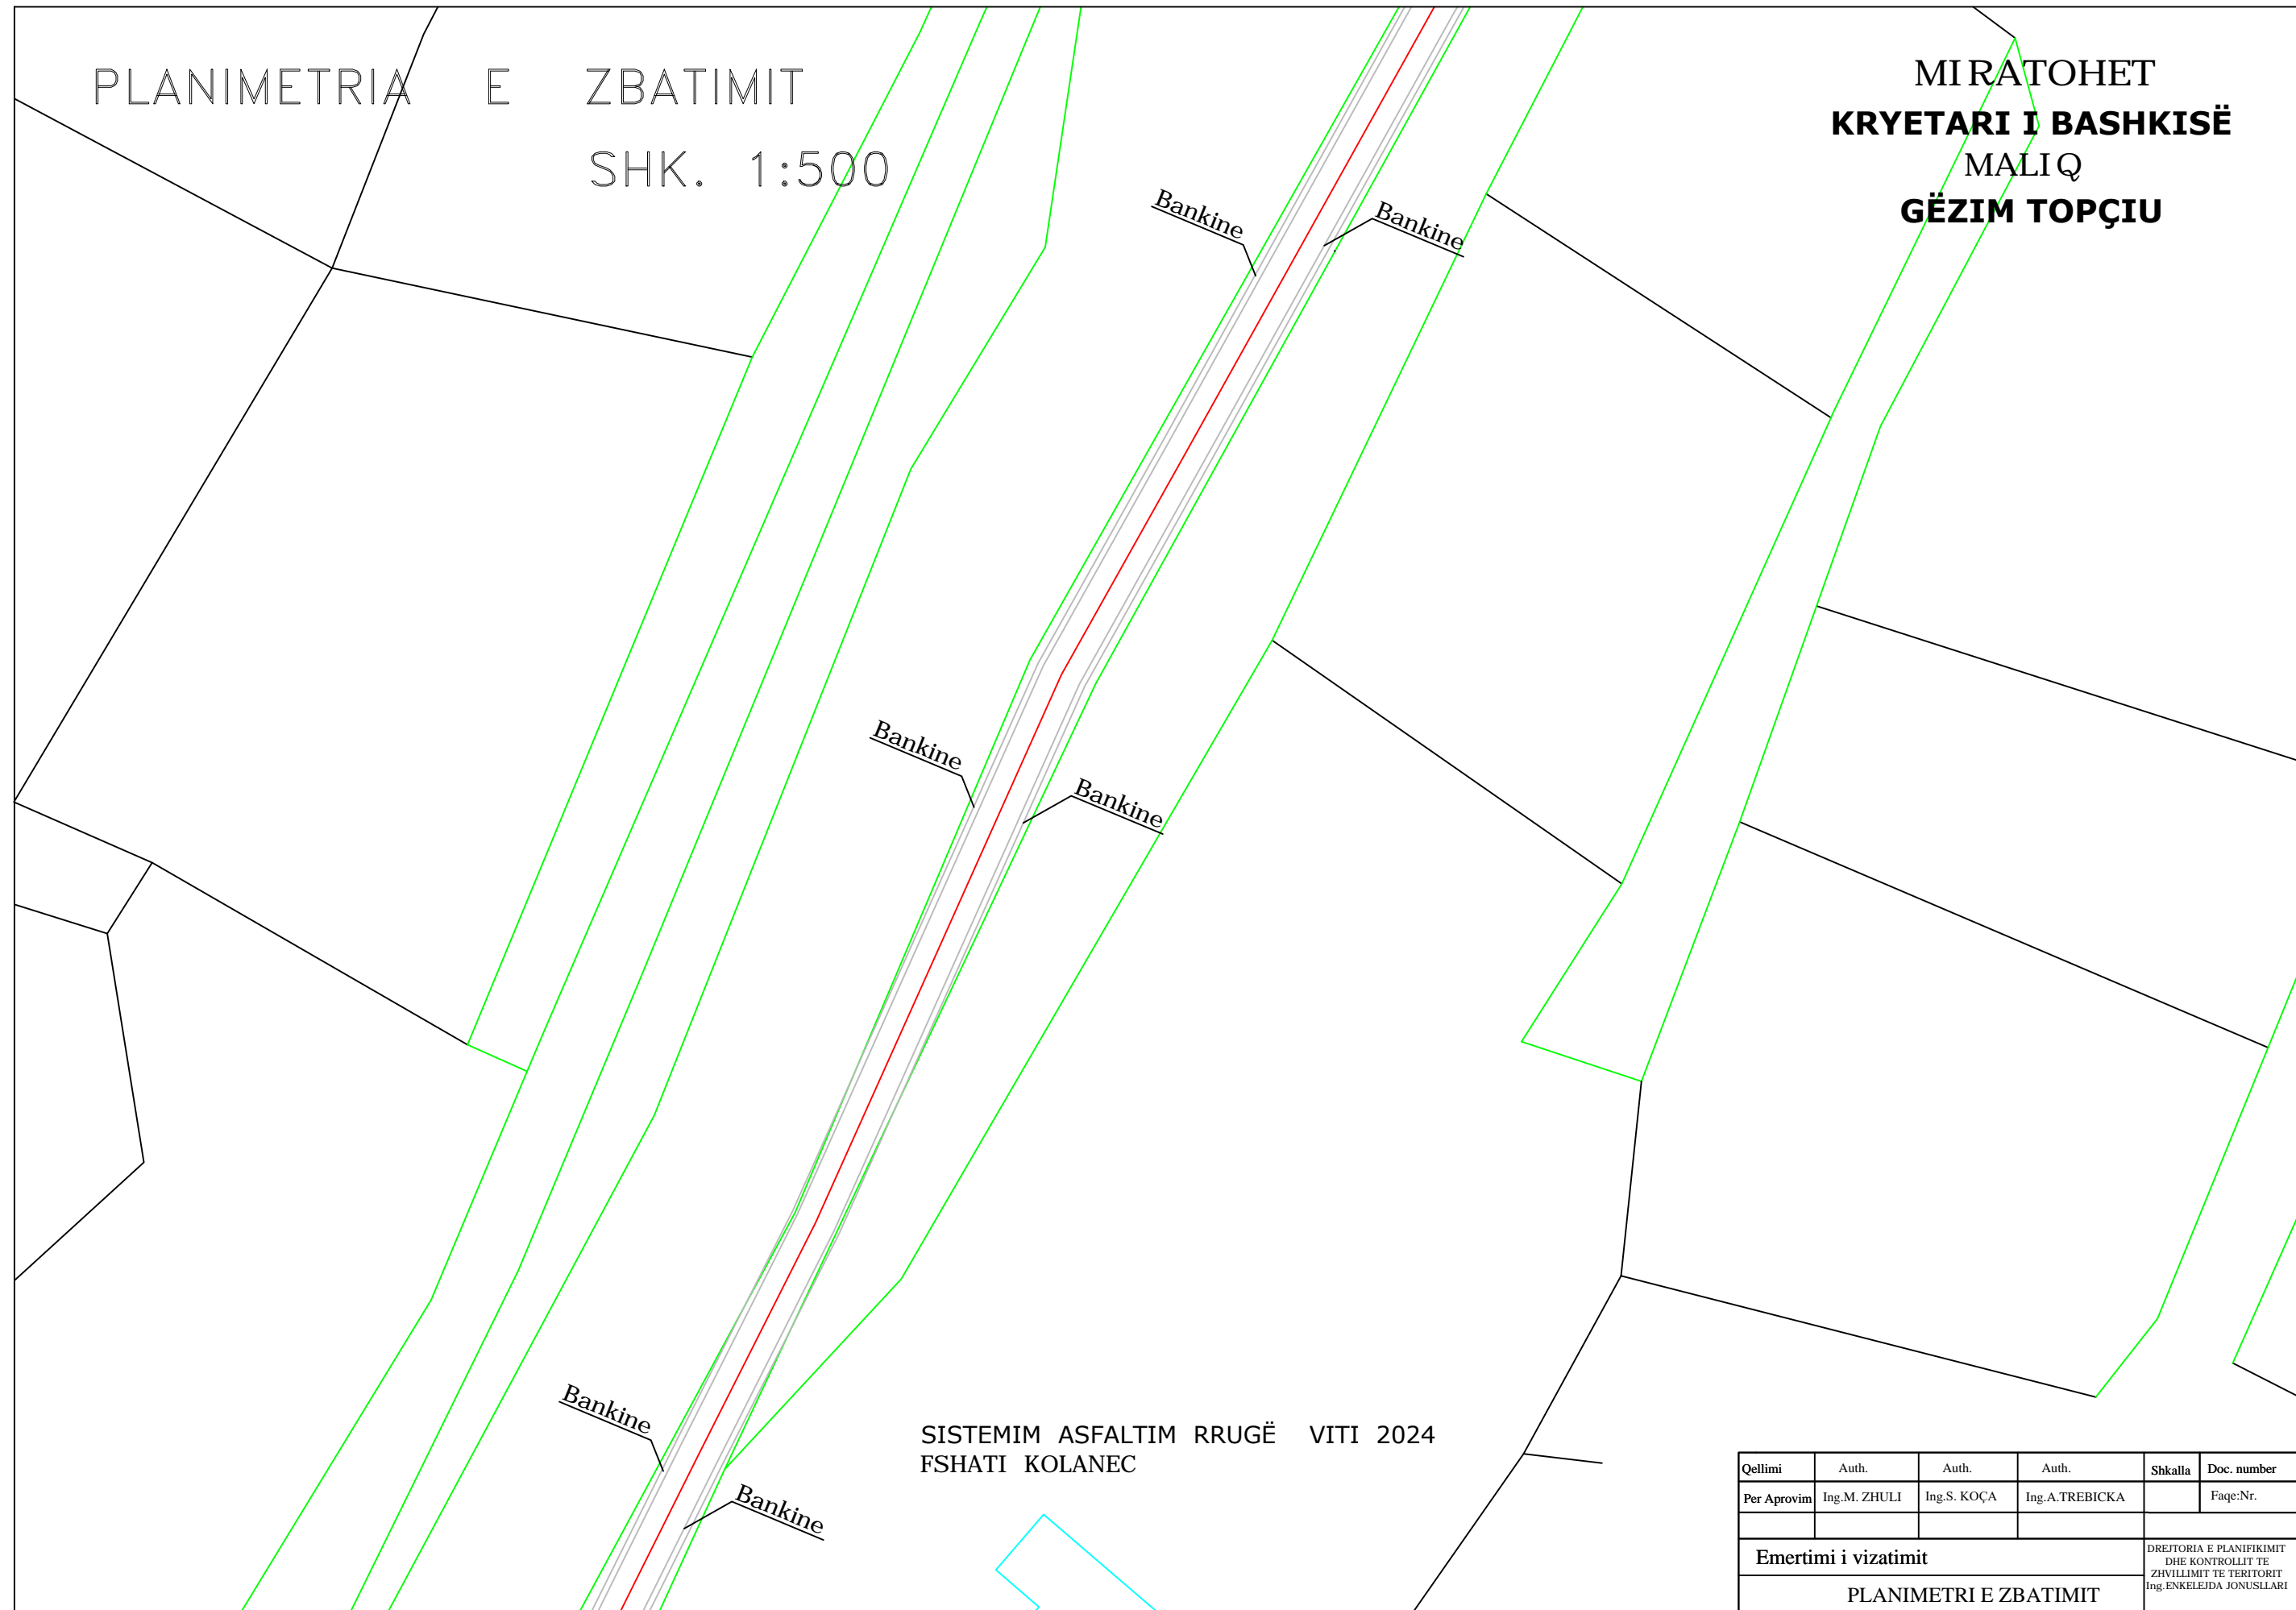 PLANIMETRIA E ZBATIMIT
SHK. 1:500
MIRATOHET
KRYETARI I BASHKISË
MALIQ
GËZIM TOPÇIU
Bankine
Bankine
Bankine
Bankine
Bankine
Bankine
SISTEMIM ASFALTIM RRUGË VITI 2024
FSHATI KOLANEC
Qellimi Auth. Auth. Auth. Shkalla Doc. number
Per Aprovim Ing.M. ZHULI Ing.S. KOÇA Ing.A.TREBICKA Faqe:Nr.
Emertimi i vizatimit
PLANIMETRI E ZBATIMIT
DREJTORIA E PLANIFIKIMIT
DHE KONTROLLIT TE
ZHVILLIMIT TE TERITORIT
Ing.ENKELEJDA JONUSLLARI